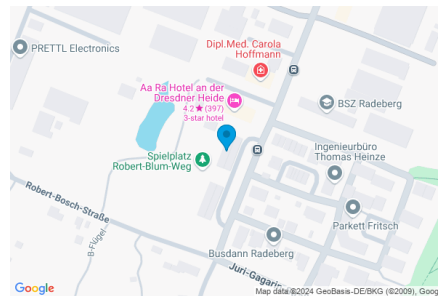 PRETTL Electronics
Dipl.Med. Carola
Hoffmann
Aa Ra Hotel an der
Dresdner Heide
4.2 ★ (397)
3-star hotel
BSZ Radeberg
Spielplatz
Robert-Blum-Weg
Ingenieurbüro
Thomas Heinze
Robert-Bosch-Straße
B-Flügel
Parkett Fritsch
Busdann Radeberg
Juri-Gagarin
Google
Map data ©2024 GeoBasis-DE/BKG (©2009), Goog